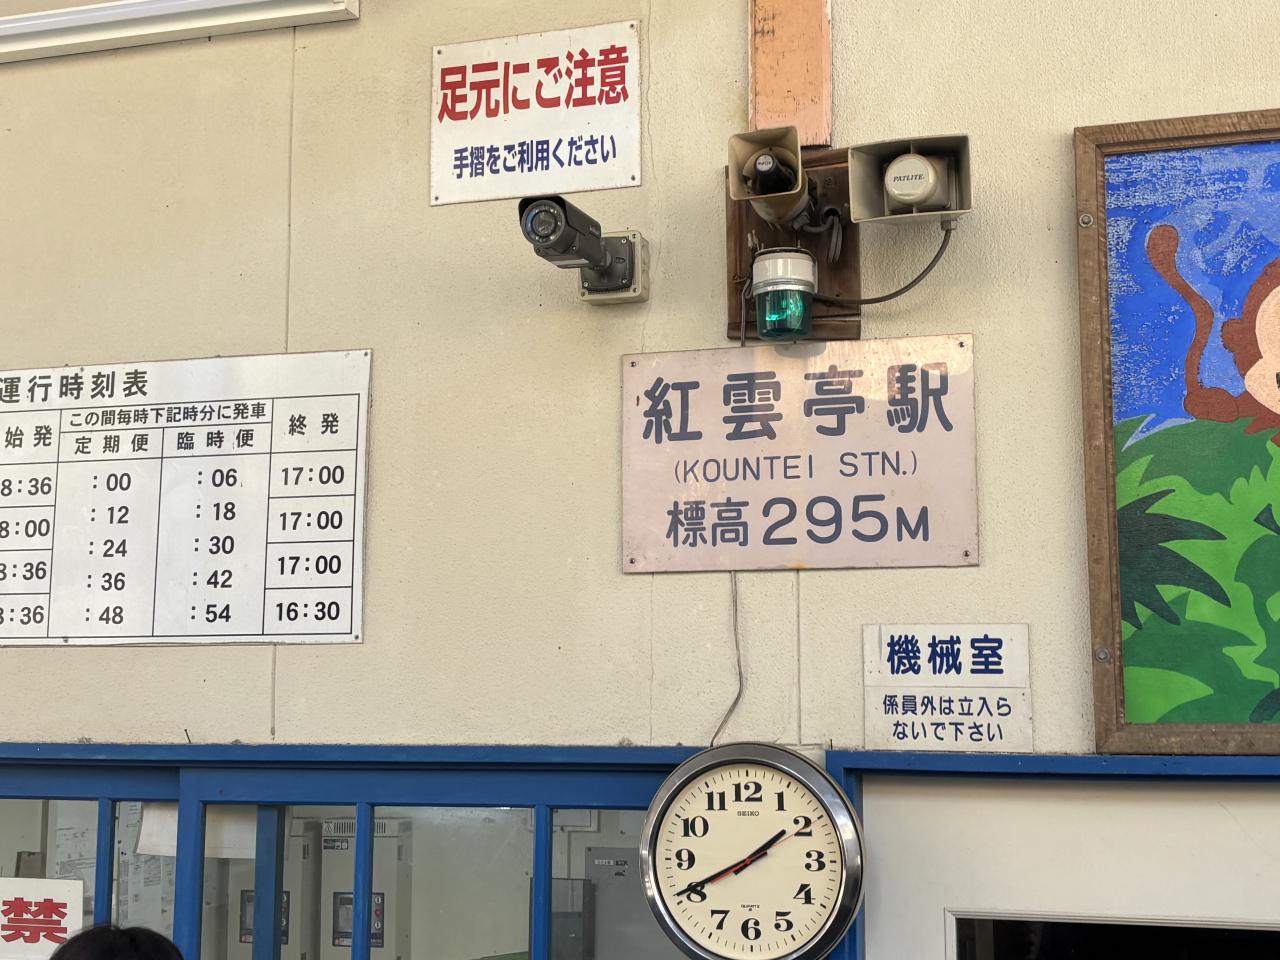 足元にご注意
手摺をご利用ください
PATLITE
運行時刻表
始発
この間毎時下記時分に発車
終発
定期便
臨時便
8:36
:00
:06
17:00
8:00
:12
:18
17:00
:24
:30
8:36
:36
:42
17:00
8:36
:48
:54
16:30
紅雲亭駅
(KOUNTEI STN.)
標高295M
機械室
係員外は立入ら
ないで下さい
禁
12
1
2
3
4
5
6
7
8
9
10
11
SEIKO
QUARTZ